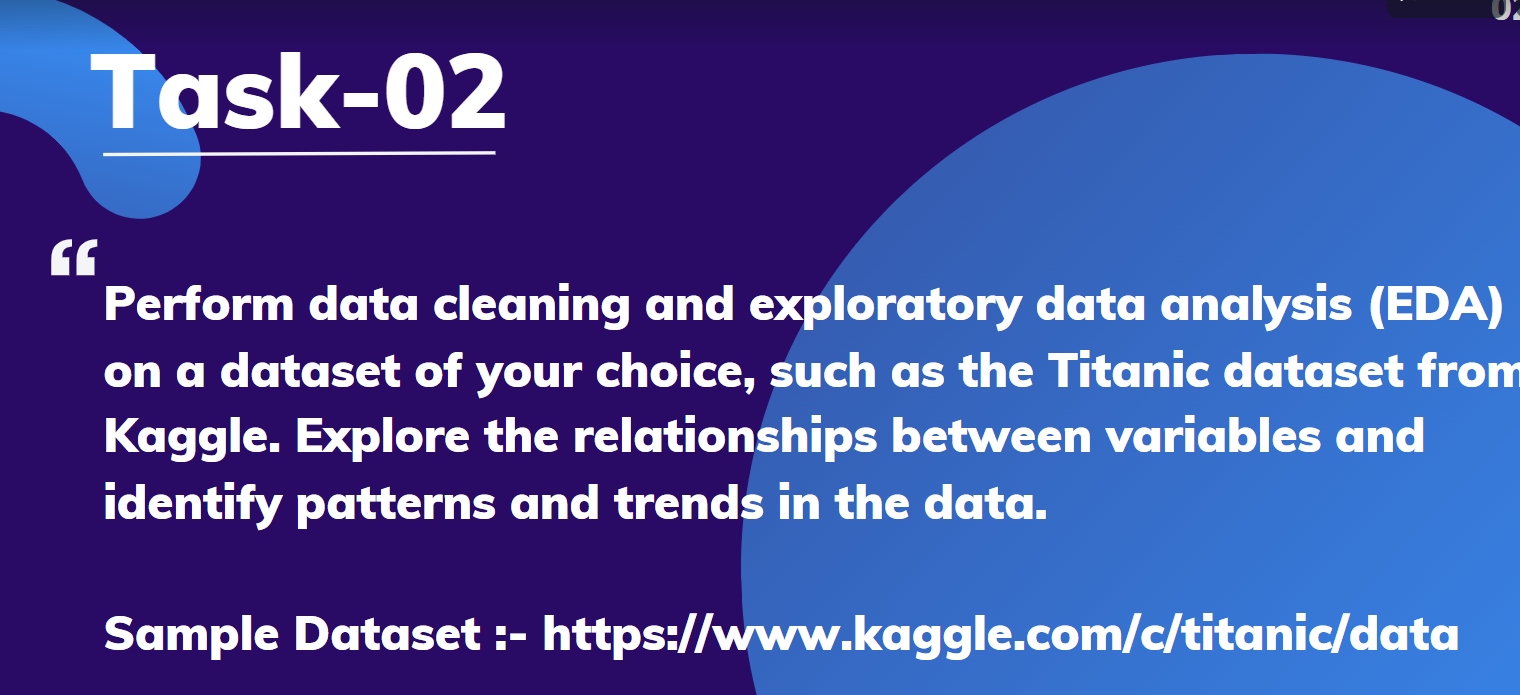 Task-02
“
Perform data cleaning and exploratory data analysis (EDA)
on a dataset of your choice, such as the Titanic dataset from
Kaggle. Explore the relationships between variables and
identify patterns and trends in the data.
Sample Dataset :- https://www.kaggle.com/c/titanic/data